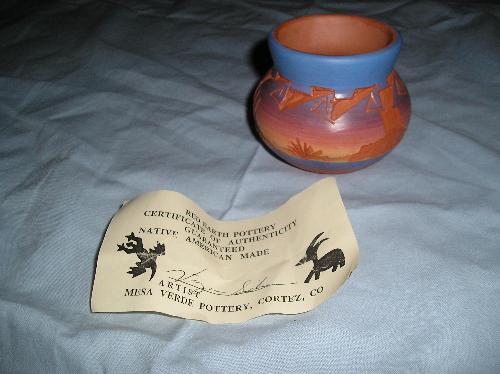 RED EARTH POTTERY
CERTIFICATE OF AUTHENTICITY
GUARANTEED
NATIVE AMERICAN MADE
ARTIST
MESA VERDE POTTERY, CORTEZ, CO